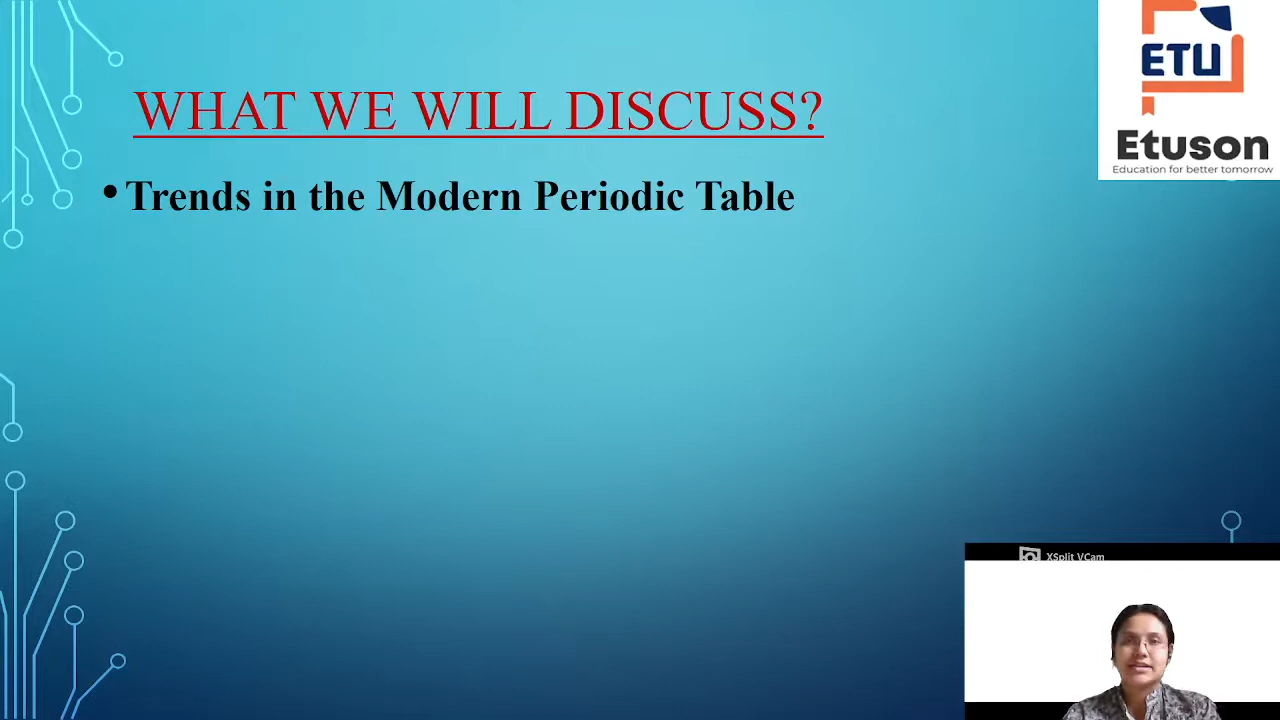 WHAT WE WILL DISCUSS?
• Trends in the Modern Periodic Table
ETU
Etuson
Education for better tomorrow
XSplit VCam